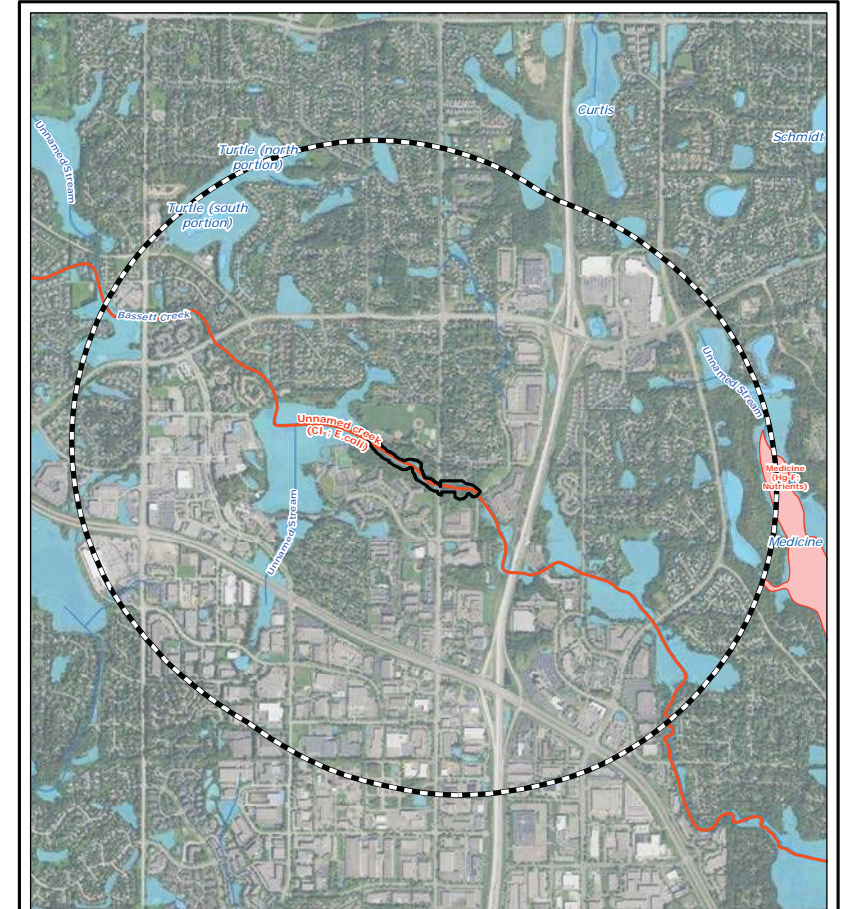 Curtis
Unnamed Stream
Schmidt
Turtle (north
portion)
Turtle (south
portion)
Bassett Creek
Unnamed Stream
Unnamed creek
(Cl-; E.coli)
Medicine
(Hg-F;
Nutrients)
Unnamed Stream
Medicine